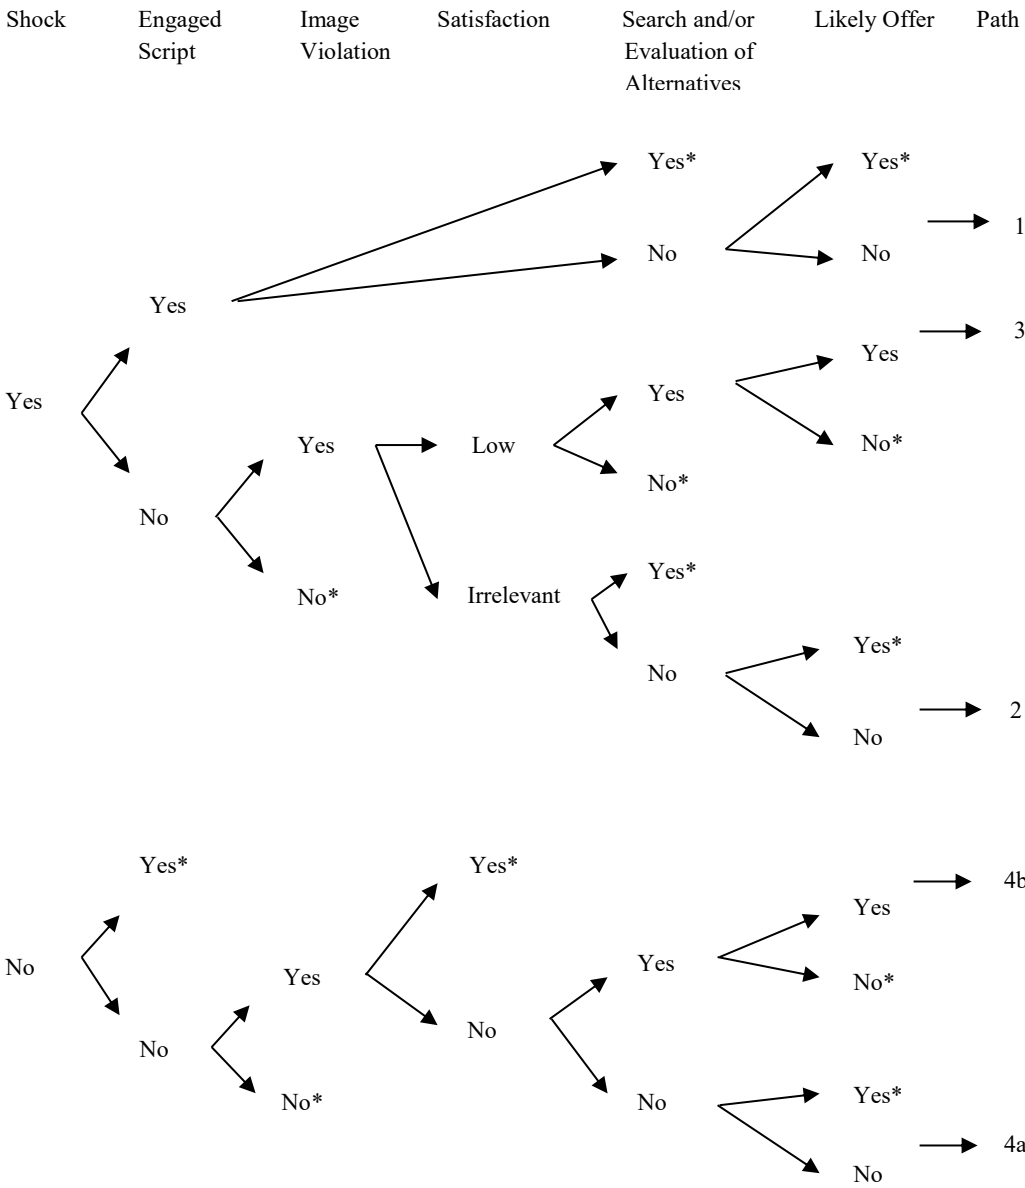 Shock Engaged Image Satisfaction Search and/or Likely Offer Path
Script Violation Evaluation of
Alternatives
Yes* Yes*
1
No No
Yes
3
Yes
Yes
Yes
Yes Low
No*
No*
No
Yes*
Irrelevant
No*
Yes*
No
2
No
Yes* Yes*
4b
Yes
Yes
No
Yes
No*
No
No
Yes*
No* No
4a
No